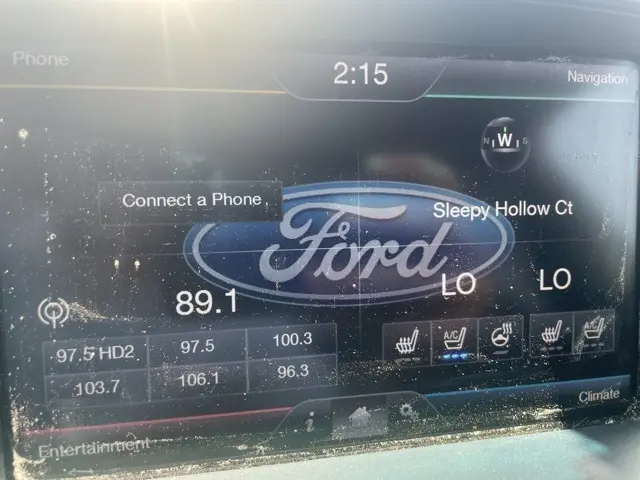 Phone
2:15
Navigation
N W S
Connect a Phone
Sleepy Hollow Ct
Ford
89.1
LO
LO
97.5 HD2
97.5
100.3
A/C
A/C
103.7
106.1
96.3
i
Climate
Entertainment